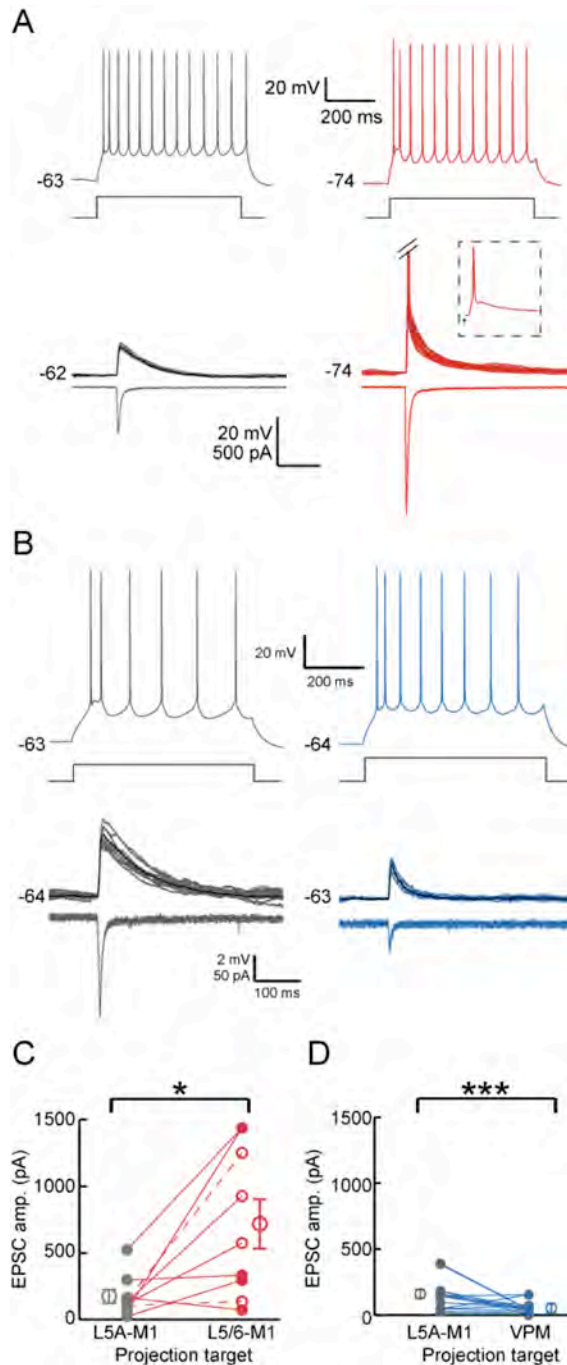 A
20 mV
200 ms
-63
-74
-62
-74
20 mV
500 pA
B
20 mV
200 ms
-63
-64
-64
-63
2 mV
50 pA
100 ms
C
D
*
***
EPSC amp. (pA)
1500
1000
500
0
L5A-M1 L5/6-M1
Projection target
EPSC amp. (pA)
1500
1000
500
0
L5A-M1 VPM
Projection target